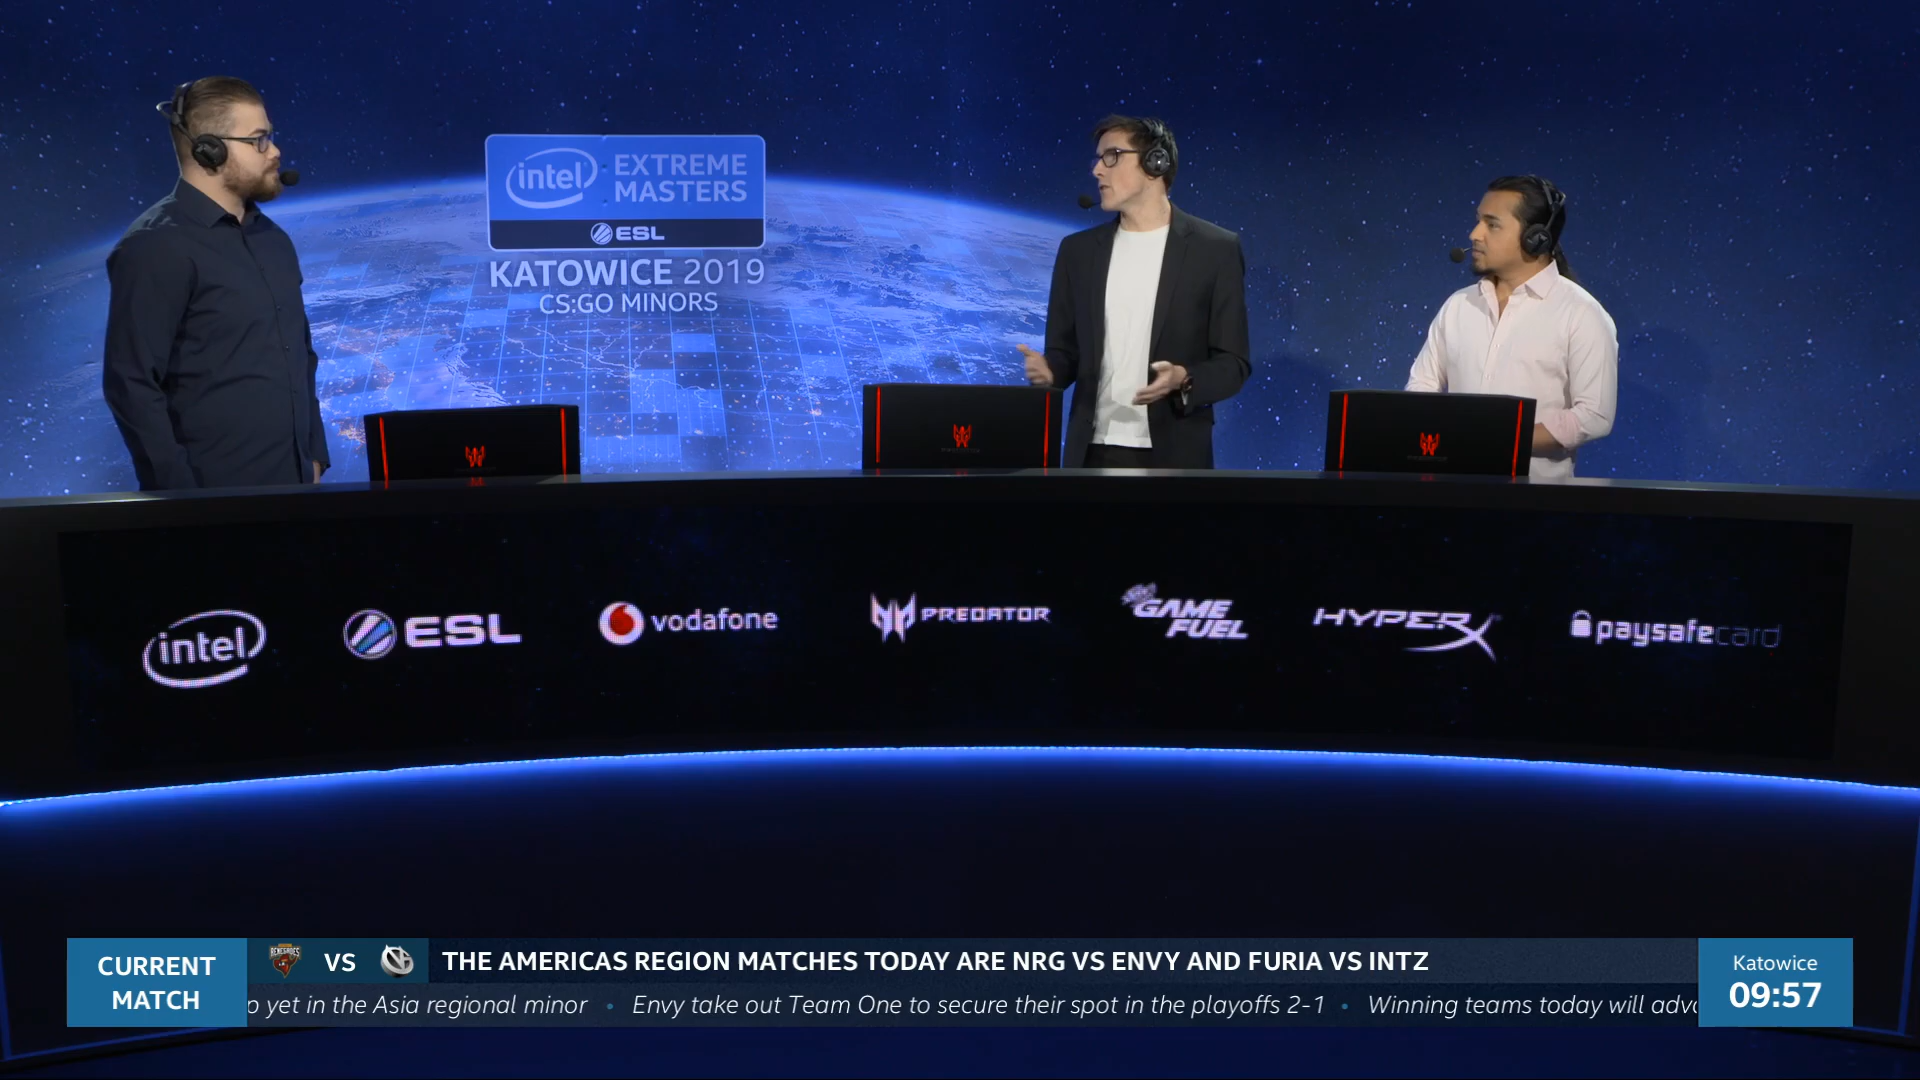 intel EXTREME
MASTERS
ESL
KATOWICE 2019
CS:GO MINORS
intel
ESL
vodafone
PREDATOR
GAME
FUEL
HYPERX
paysafecard
CURRENT
MATCH
RENEGADES
VS
VG
THE AMERICAS REGION MATCHES TODAY ARE NRG VS ENVY AND FURIA VS INTZ
yet in the Asia regional minor • Envy take out Team One to secure their spot in the playoffs 2-1 • Winning teams today will
Katowice
09:57